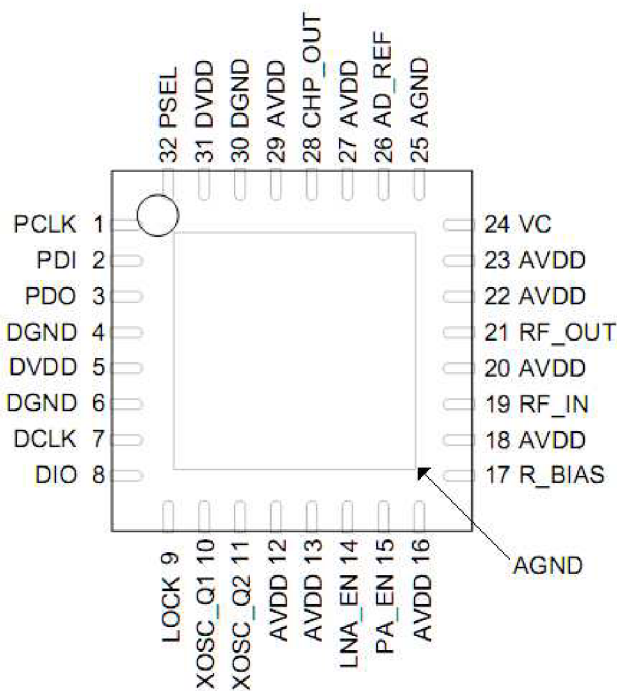 32 PSEL
31 DVDD
30 DGND
29 AVDD
28 CHP_OUT
27 AVDD
26 AD_REF
25 AGND
PCLK 1
PDI 2
PDO 3
DGND 4
DVDD 5
DGND 6
DCLK 7
DIO 8
24 VC
23 AVDD
22 AVDD
21 RF_OUT
20 AVDD
19 RF_IN
18 AVDD
17 R_BIAS
AGND
LOCK 9
XOSC_Q1 10
XOSC_Q2 11
AVDD 12
AVDD 13
LNA_EN 14
PA_EN 15
AVDD 16